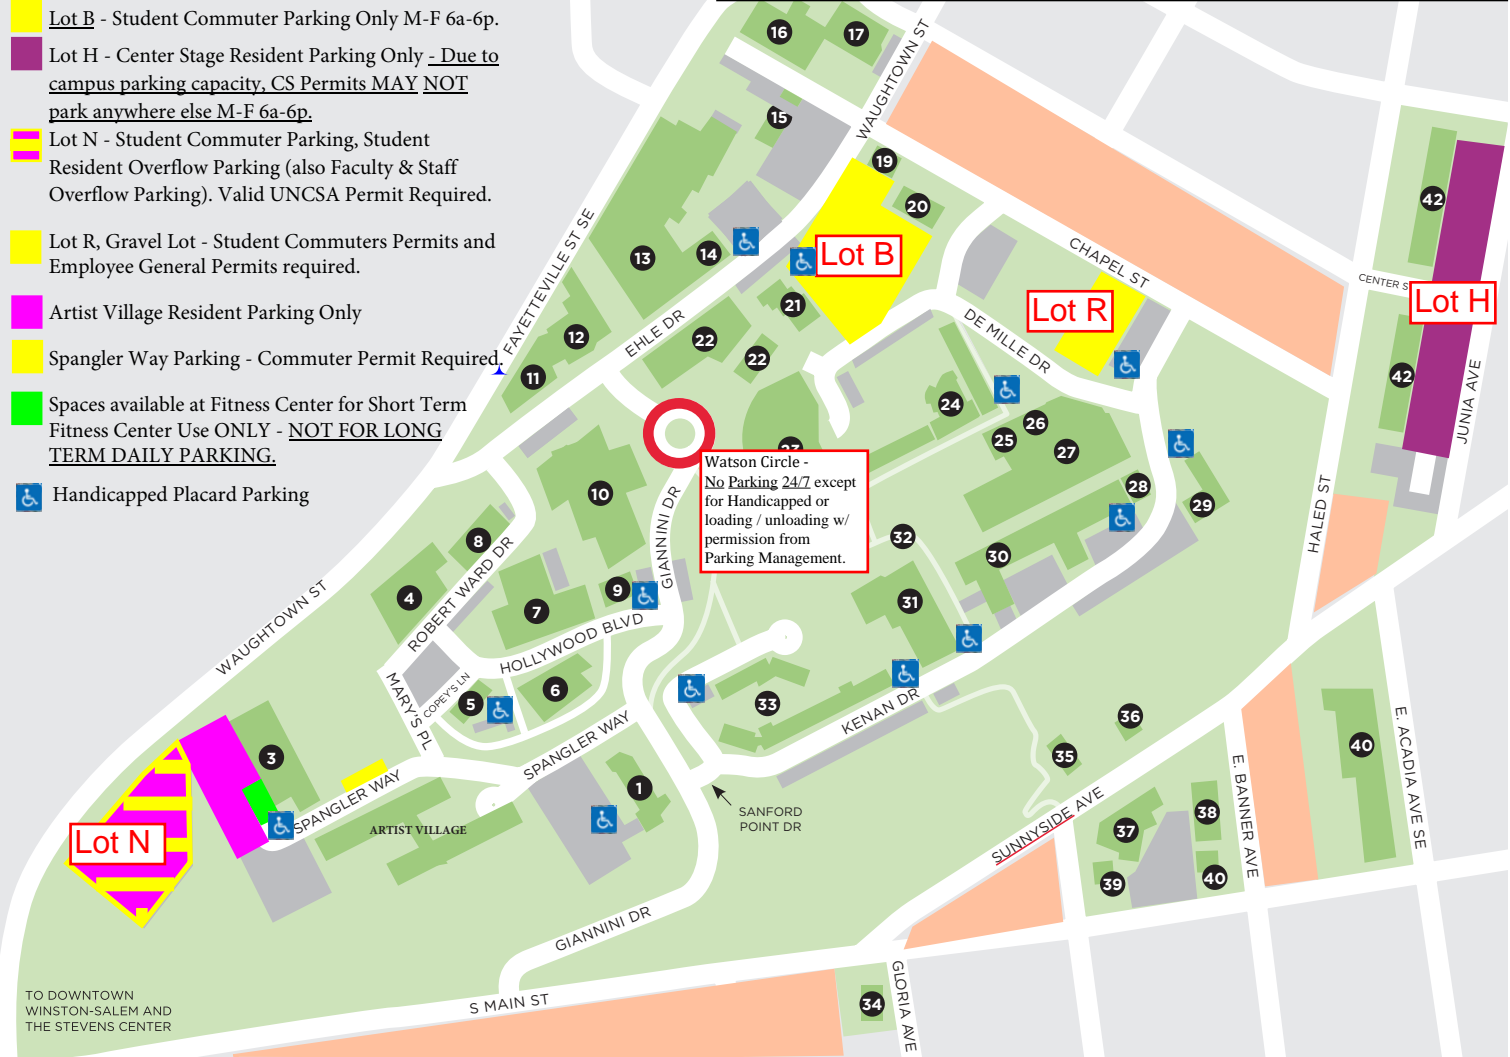 Lot B - Student Commuter Parking Only M-F 6a-6p.
Lot H - Center Stage Resident Parking Only - Due to
campus parking capacity, CS Permits MAY NOT
park anywhere else M-F 6a-6p.
Lot N - Student Commuter Parking, Student
Resident Overflow Parking (also Faculty & Staff
Overflow Parking). Valid UNCSA Permit Required.
Lot R, Gravel Lot - Student Commuters Permits and
Employee General Permits required.
Artist Village Resident Parking Only
Spangler Way Parking - Commuter Permit Required.
Spaces available at Fitness Center for Short Term
Fitness Center Use ONLY - NOT FOR LONG
TERM DAILY PARKING.
Handicapped Placard Parking
16
17
WAUGHTOWN ST
15
19
20
42
13
14
Lot B
FAYETTEVILLE ST SE
CHAPEL ST
CENTER S
Lot H
Lot R
21
12
EHLE DR
22
22
DE MILLE DR
11
42
JUNIA AVE
24
26
25
27
23
Watson Circle -
No Parking 24/7 except
for Handicapped or
loading / unloading w/
permission from
Parking Management.
10
28
29
GIANNINI DR
HALED ST
8
32
30
4
ROBERT WARD DR
9
7
31
WAUGHTOWN ST
HOLLYWOOD BLVD
MARY'S PL
COPEY'S LN
5
6
33
KENAN DR
36
35
SPANGLER WAY
3
SPANGLER WAY
1
ARTIST VILLAGE
SANFORD
POINT DR
SUNNYSIDE AVE
E. BANNER AVE
40
E. ACADIA AVE SE
38
37
39
40
Lot N
GIANNINI DR
GLORIA AVE
34
S MAIN ST
TO DOWNTOWN
WINSTON-SALEM AND
THE STEVENS CENTER